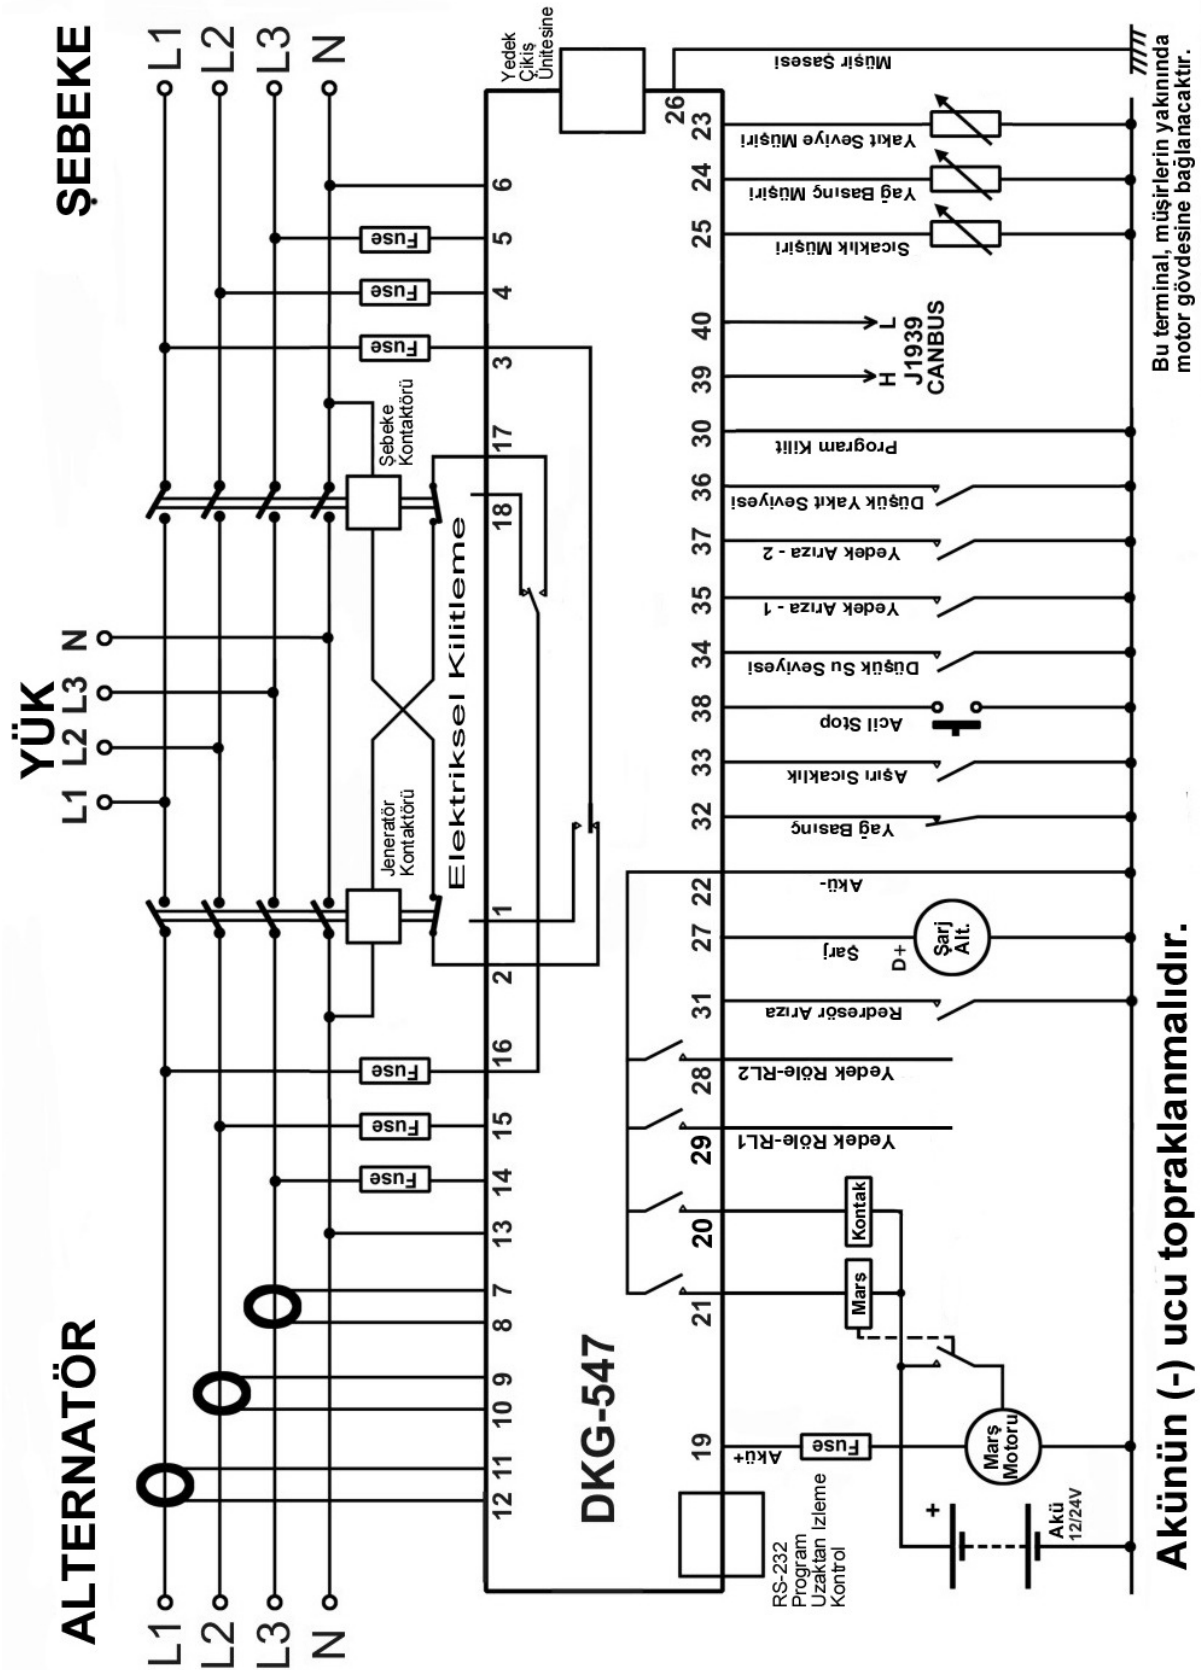 ALTERNATÖR
YÜK
ŞEBEKE
L1
L2
L3
N
L1
L2
L3
N
L1
L2
L3
N
Jeneratör
Kontaktörü
Şebeke
Kontaktörü
Elektriksel Kilitleme
Fuse
Fuse
Fuse
Fuse
Fuse
Fuse
Yedek
Çikiş
Ünitesine
12
11
10
9
8
7
13
14
15
16
2
1
18
17
3
4
5
6
DKG-547
RS-232
Program
Uzaktan Izleme
Kontrol
19
21
20
29
28
31
27
22
32
33
38
34
35
37
36
30
39
40
25
24
23
26
Akü+
Fuse
Marş
Kontak
Yedek Röle-RL1
Yedek Röle-RL2
Redresör Arıza
Şarj
Akü-
Yağ Basınç
Aşırı Sıcaklık
Acil Stop
Düşük Su Seviyesi
Yedek Arıza - 1
Yedek Arıza - 2
Düşük Yakıt Seviyesi
Program Kilit
H
L
J1939
CANBUS
Sıcaklık Müşiri
Yağ Basınç Müşiri
Yakıt Seviye Müşiri
Müşir Şasesi
D+
Şarj
Alt.
Marş
Motoru
+
Akü
12/24V
Akünün (-) ucu topraklanmalıdır.
Bu terminal, müşirlerin yakınında
motor gövdesine bağlanacaktır.